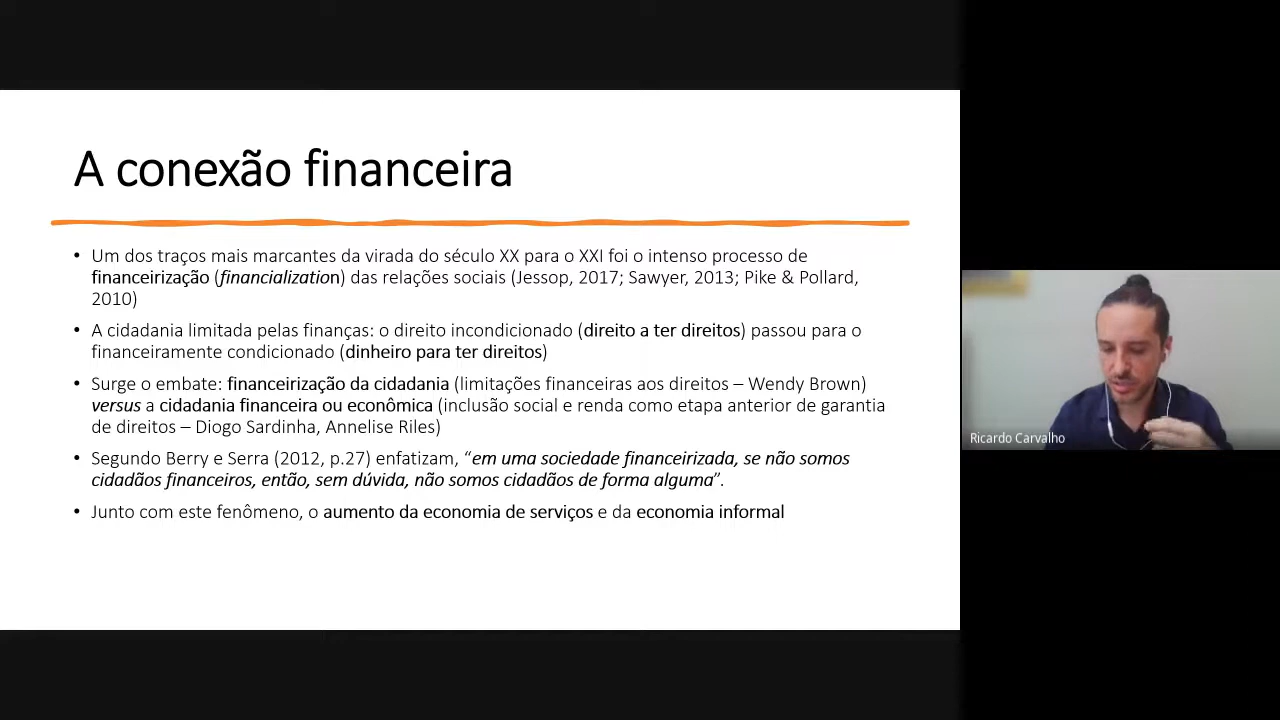 A conexão financeira
• Um dos traços mais marcantes da virada do século XX para o XXI foi o intenso processo de
financeirização (financialization) das relações sociais (Jessop, 2017; Sawyer, 2013; Pike & Pollard,
2010)
• A cidadania limitada pelas finanças: o direito incondicionado (direito a ter direitos) passou para o
financeiramente condicionado (dinheiro para ter direitos)
• Surge o embate: financeirização da cidadania (limitações financeiras aos direitos – Wendy Brown)
versus a cidadania financeira ou econômica (inclusão social e renda como etapa anterior de garantia
de direitos – Diogo Sardinha, Annelise Riles)
• Segundo Berry e Serra (2012, p.27) enfatizam, “em uma sociedade financeirizada, se não somos
cidadãos financeiros, então, sem dúvida, não somos cidadãos de forma alguma”.
• Junto com este fenômeno, o aumento da economia de serviços e da economia informal
Ricardo Carvalho